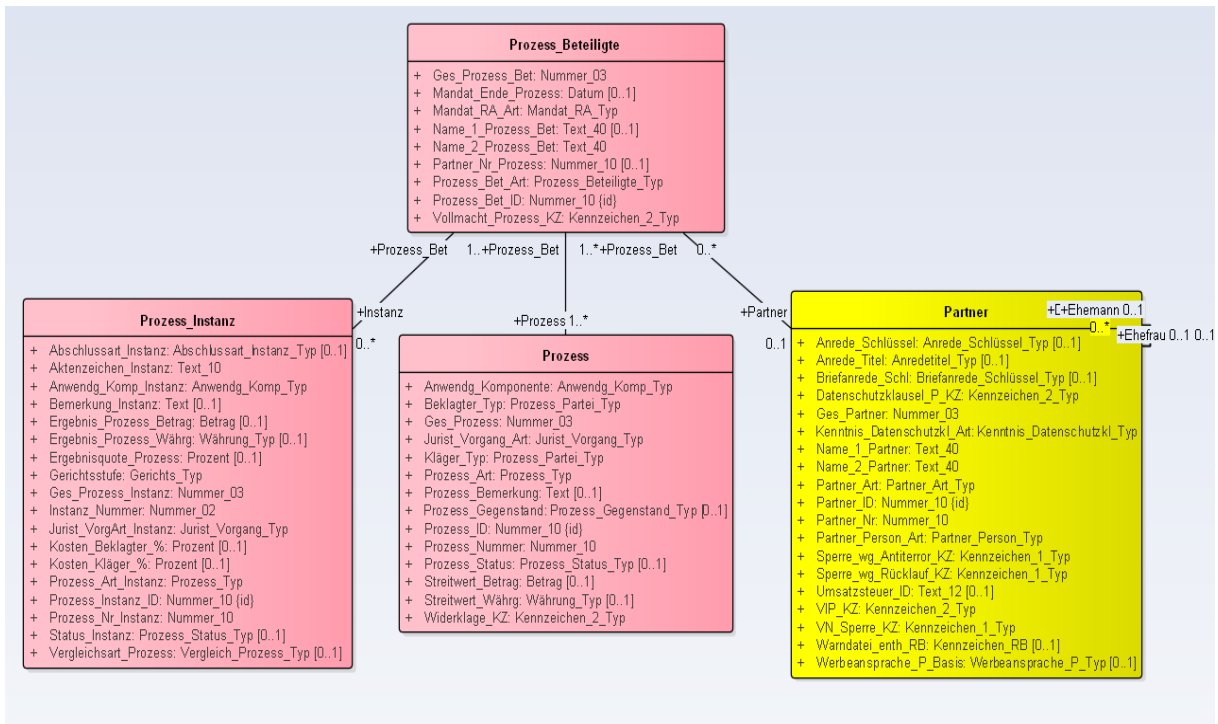 Prozess_Beteiligte
+ Ges_Prozess_Bet: Nummer_03
+ Mandat_Ende_Prozess: Datum [0..1]
+ Mandat_RA_Art: Mandat_RA_Typ
+ Name_1_Prozess_Bet: Text_40 [0..1]
+ Name_2_Prozess_Bet: Text_40
+ Partner_Nr_Prozess: Nummer_10 [0..1]
+ Prozess_Bet_Art: Prozess_Beteiligte_Typ
+ Prozess_Bet_ID: Nummer_10 {id}
+ Vollmacht_Prozess_KZ: Kennzeichen_2_Typ
+Prozess_Bet 1..+Prozess_Bet 1..*+Prozess_Bet 0..*
+Instanz
0..*
+Prozess 1..*
+Partner
0..1
Prozess_Instanz
+ Abschlussart_Instanz: Abschlussart_Instanz_Typ [0..1]
+ Aktenzeichen_Instanz: Text_10
+ Anwendg_Komp_Instanz: Anwendg_Komp_Typ
+ Bemerkung_Instanz: Text [0..1]
+ Ergebnis_Prozess_Betrag: Betrag [0..1]
+ Ergebnis_Prozess_Währg: Währung_Typ [0..1]
+ Ergebnisquote_Prozess: Prozent [0..1]
+ Gerichtsstufe: Gerichts_Typ
+ Ges_Prozess_Instanz: Nummer_03
+ Instanz_Nummer: Nummer_02
+ Jurist_VorgArt_Instanz: Jurist_Vorgang_Typ
+ Kosten_Beklagter_%: Prozent [0..1]
+ Kosten_Kläger_%: Prozent [0..1]
+ Prozess_Art_Instanz: Prozess_Typ
+ Prozess_Instanz_ID: Nummer_10 {id}
+ Prozess_Nr_Instanz: Nummer_10
+ Status_Instanz: Prozess_Status_Typ [0..1]
+ Vergleichsart_Prozess: Vergleich_Prozess_Typ [0..1]
Prozess
+ Anwendg_Komponente: Anwendg_Komp_Typ
+ Beklagter_Typ: Prozess_Partei_Typ
+ Ges_Prozess: Nummer_03
+ Jurist_Vorgang_Art: Jurist_Vorgang_Typ
+ Kläger_Typ: Prozess_Partei_Typ
+ Prozess_Art: Prozess_Typ
+ Prozess_Bemerkung: Text [0..1]
+ Prozess_Gegenstand: Prozess_Gegenstand_Typ [0..1]
+ Prozess_ID: Nummer_10 {id}
+ Prozess_Nummer: Nummer_10
+ Prozess_Status: Prozess_Status_Typ [0..1]
+ Streitwert_Betrag: Betrag [0..1]
+ Streitwert_Währg: Währung_Typ [0..1]
+ Widerklage_KZ: Kennzeichen_2_Typ
Partner
+Ehemann 0..1
0..*
+Ehefrau 0..1 0..1
+ Anrede_Schlüssel: Anrede_Schlüssel_Typ [0..1]
+ Anrede_Titel: Anredetitel_Typ [0..1]
+ Briefanrede_Schl: Briefanrede_Schlüssel_Typ [0..1]
+ Datenschutzklausel_P_KZ: Kennzeichen_2_Typ
+ Ges_Partner: Nummer_03
+ Kenntnis_Datenschutzkl_Art: Kenntnis_Datenschutzkl_Typ
+ Name_1_Partner: Text_40
+ Name_2_Partner: Text_40
+ Partner_Art: Partner_Art_Typ
+ Partner_ID: Nummer_10 {id}
+ Partner_Nr: Nummer_10
+ Partner_Person_Art: Partner_Person_Typ
+ Sperre_wg_Antiterror_KZ: Kennzeichen_1_Typ
+ Sperre_wg_Rücklauf_KZ: Kennzeichen_1_Typ
+ Umsatzsteuer_ID: Text_12 [0..1]
+ VIP_KZ: Kennzeichen_2_Typ
+ VN_Sperre_KZ: Kennzeichen_1_Typ
+ Warndatei_enth_RB: Kennzeichen_RB [0..1]
+ Werbeansprache_P_Basis: Werbeansprache_P_Typ [0..1]